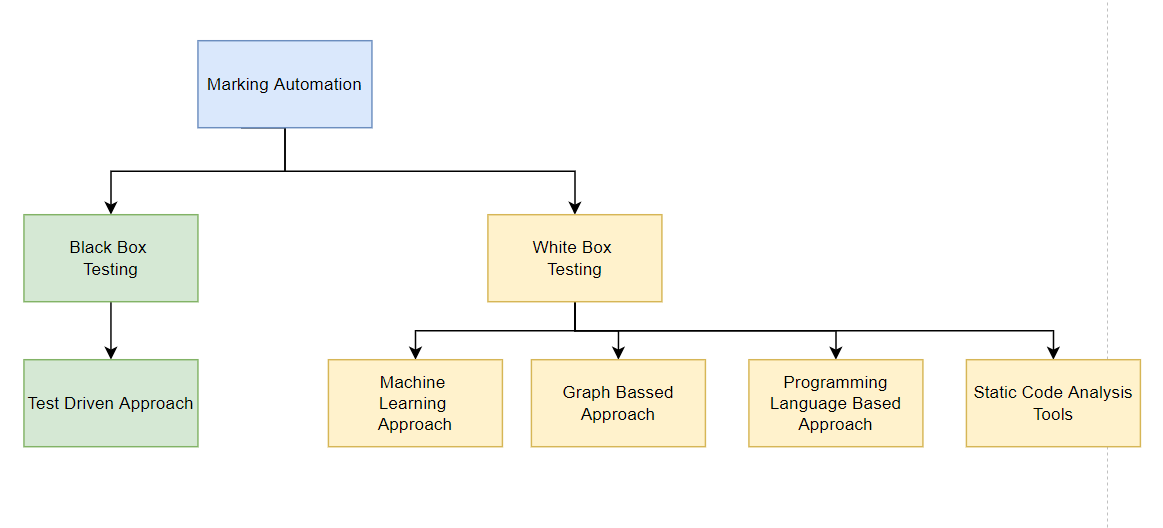 Marking Automation
Black Box
Testing
White Box
Testing
Test Driven Approach
Machine
Learning
Approach
Graph Bassed
Approach
Programming
Language Based
Approach
Static Code Analysis
Tools